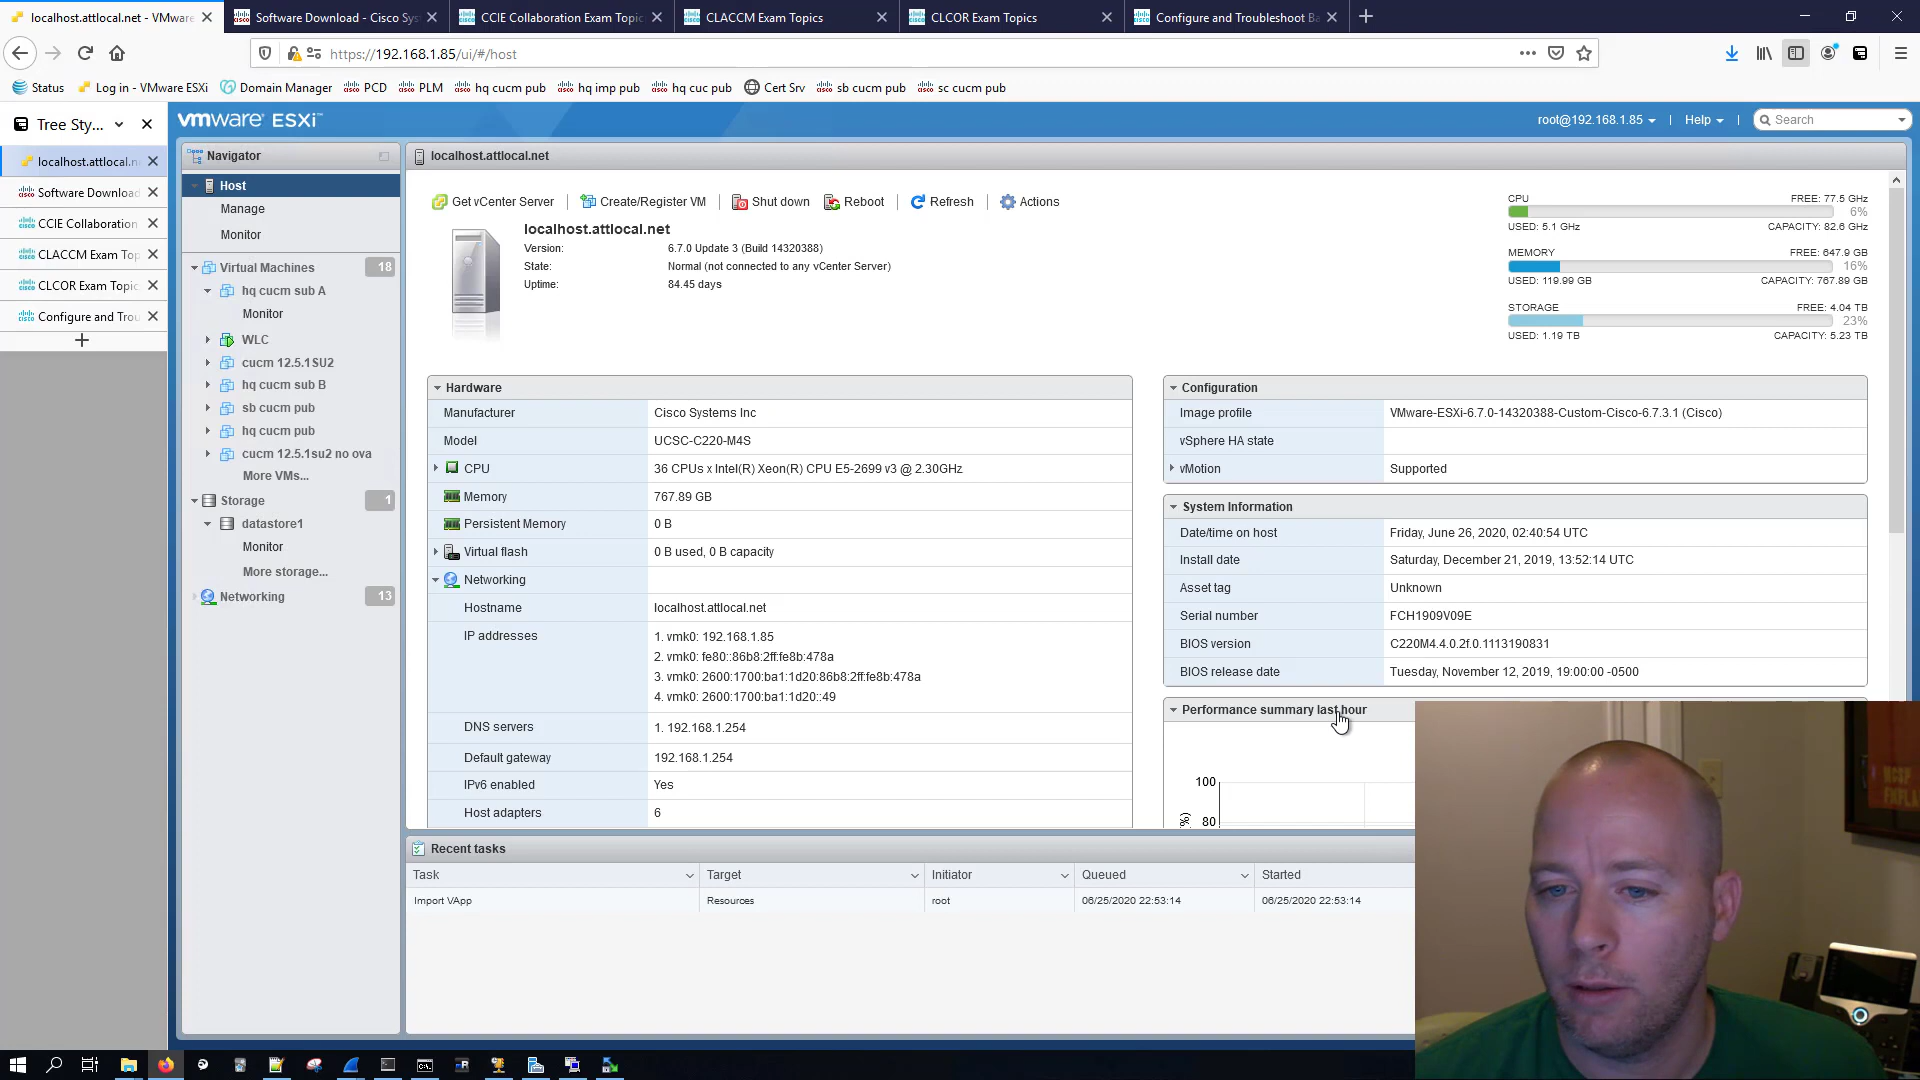 localhost.attlocal.net - VMware
Software Download - Cisco Sys
CCIE Collaboration Exam Topic
CLACCM Exam Topics
CLCOR Exam Topics
Configure and Troubleshoot Ba
https://192.168.1.85/ui/#/host
Status
Log in - VMware ESXi
Domain Manager
PCD
PLM
hq cucm pub
hq imp pub
hq cuc pub
Cert Srv
sb cucm pub
sc cucm pub
Tree Sty...
localhost.attlocal.n
Software Download
CCIE Collaboration
CLACCM Exam Top
CLCOR Exam Topic
Configure and Trou
vmware ESXi™
root@192.168.1.85
Help
Search
Navigator
Host
Manage
Monitor
Virtual Machines 18
hq cucm sub A
Monitor
WLC
cucm 12.5.1SU2
hq cucm sub B
sb cucm pub
hq cucm pub
cucm 12.5.1su2 no ova
More VMs...
Storage 1
datastore1
Monitor
More storage...
Networking 13
localhost.attlocal.net
Get vCenter Server
Create/Register VM
Shut down
Reboot
Refresh
Actions
localhost.attlocal.net
Version: 6.7.0 Update 3 (Build 14320388)
State: Normal (not connected to any vCenter Server)
Uptime: 84.45 days
CPU FREE: 77.5 GHz
6%
USED: 5.1 GHz CAPACITY: 82.6 GHz
MEMORY FREE: 647.9 GB
16%
USED: 119.99 GB CAPACITY: 767.89 GB
STORAGE FREE: 4.04 TB
23%
USED: 1.19 TB CAPACITY: 5.23 TB
Hardware
Manufacturer Cisco Systems Inc
Model UCSC-C220-M4S
CPU 36 CPUs x Intel(R) Xeon(R) CPU E5-2699 v3 @ 2.30GHz
Memory 767.89 GB
Persistent Memory 0 B
Virtual flash 0 B used, 0 B capacity
Networking
Hostname localhost.attlocal.net
IP addresses 1. vmk0: 192.168.1.85
2. vmk0: fe80::86b8:2ff:fe8b:478a
3. vmk0: 2600:1700:ba1:1d20:86b8:2ff:fe8b:478a
4. vmk0: 2600:1700:ba1:1d20::49
DNS servers 1. 192.168.1.254
Default gateway 192.168.1.254
IPv6 enabled Yes
Host adapters 6
Configuration
Image profile VMware-ESXi-6.7.0-14320388-Custom-Cisco-6.7.3.1 (Cisco)
vSphere HA state
vMotion Supported
System Information
Date/time on host Friday, June 26, 2020, 02:40:54 UTC
Install date Saturday, December 21, 2019, 13:52:14 UTC
Asset tag Unknown
Serial number FCH1909V09E
BIOS version C220M4.4.0.2f.0.1113190831
BIOS release date Tuesday, November 12, 2019, 19:00:00 -0500
Performance summary last hour
100
80
(%)
Recent tasks
Task Target Initiator Queued Started
Import VApp Resources root 06/25/2020 22:53:14 06/25/2020 22:53:14